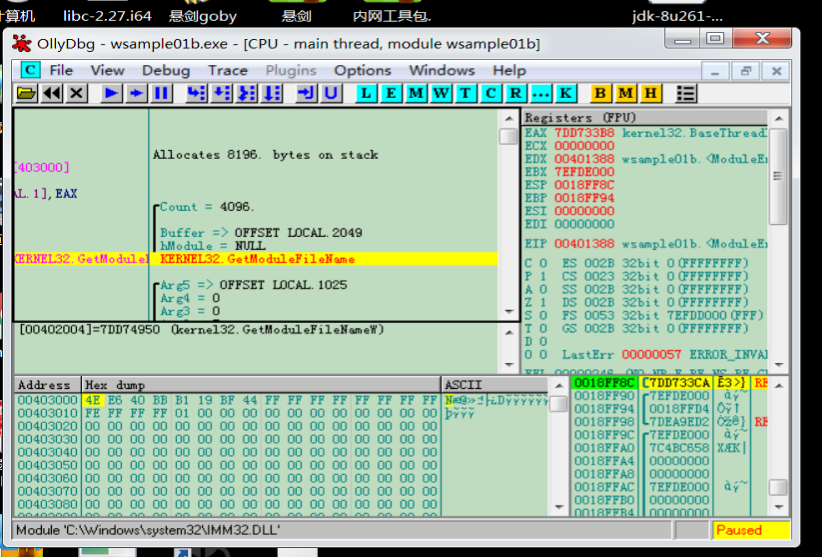 计算机 libc-2.27.i64 悬剑goby 悬剑 内网工具包. jdk-8u261-...
OllyDbg - wsample01b.exe - [CPU - main thread, module wsample01b]
C File View Debug Trace Plugins Options Windows Help
L E M W T C R ... K B M H
Allocates 8196. bytes on stack
[403000]
AL.1],EAX
Count = 4096.
Buffer => OFFSET LOCAL.2049
hModule = NULL
KERNEL32.GetModuleF KERNEL32.GetModuleFileName
Arg5 => OFFSET LOCAL.1025
Arg4 = 0
Arg3 = 0
[00402004]=7DD74950 (kernel32.GetModuleFileNameW)
Registers (FPU)
EAX 7DD733B8 kernel32.BaseThreadI
ECX 00000000
EDX 00401388 wsample01b.<ModuleEn
EBX 7EFDE000
ESP 0018FF8C
EBP 0018FF94
ESI 00000000
EDI 00000000
EIP 00401388 wsample01b.<ModuleEn
C 0 ES 002B 32bit 0(FFFFFFFF)
P 1 CS 0023 32bit 0(FFFFFFFF)
A 0 SS 002B 32bit 0(FFFFFFFF)
Z 1 DS 002B 32bit 0(FFFFFFFF)
S 0 FS 0053 32bit 7EFDD000(FFF)
T 0 GS 002B 32bit 0(FFFFFFFF)
D 0
O 0 LastErr 00000057 ERROR_INVA
Address Hex dump ASCII
00403000 4E E6 40 BB B1 19 BF 44 FF FF FF FF FF FF FF FF
00403010 FE FF FF FF 01 00 00 00 00 00 00 00 00 00 00 00
00403020 00 00 00 00 00 00 00 00 00 00 00 00 00 00 00 00
00403030 00 00 00 00 00 00 00 00 00 00 00 00 00 00 00 00
00403040 00 00 00 00 00 00 00 00 00 00 00 00 00 00 00 00
00403050 00 00 00 00 00 00 00 00 00 00 00 00 00 00 00 00
00403060 00 00 00 00 00 00 00 00 00 00 00 00 00 00 00 00
00403070 00 00 00 00 00 00 00 00 00 00 00 00 00 00 00 00
00403080 00 00 00 00 00 00 00 00 00 00 00 00 00 00 00 00
0018FF8C 7DD733CA Ê3×} RE
0018FF90 7EFDE000
0018FF94 0018FFD4
0018FF98 7DEA9ED2 RE
0018FF9C 7EFDE000
0018FFA0 7C4BC658 XÆK|
0018FFA4 00000000
0018FFA8 00000000
0018FFAC 7EFDE000
0018FFB0 00000000
0018FFB4 00000000
Module 'C:\Windows\system32\IMM32.DLL' Paused